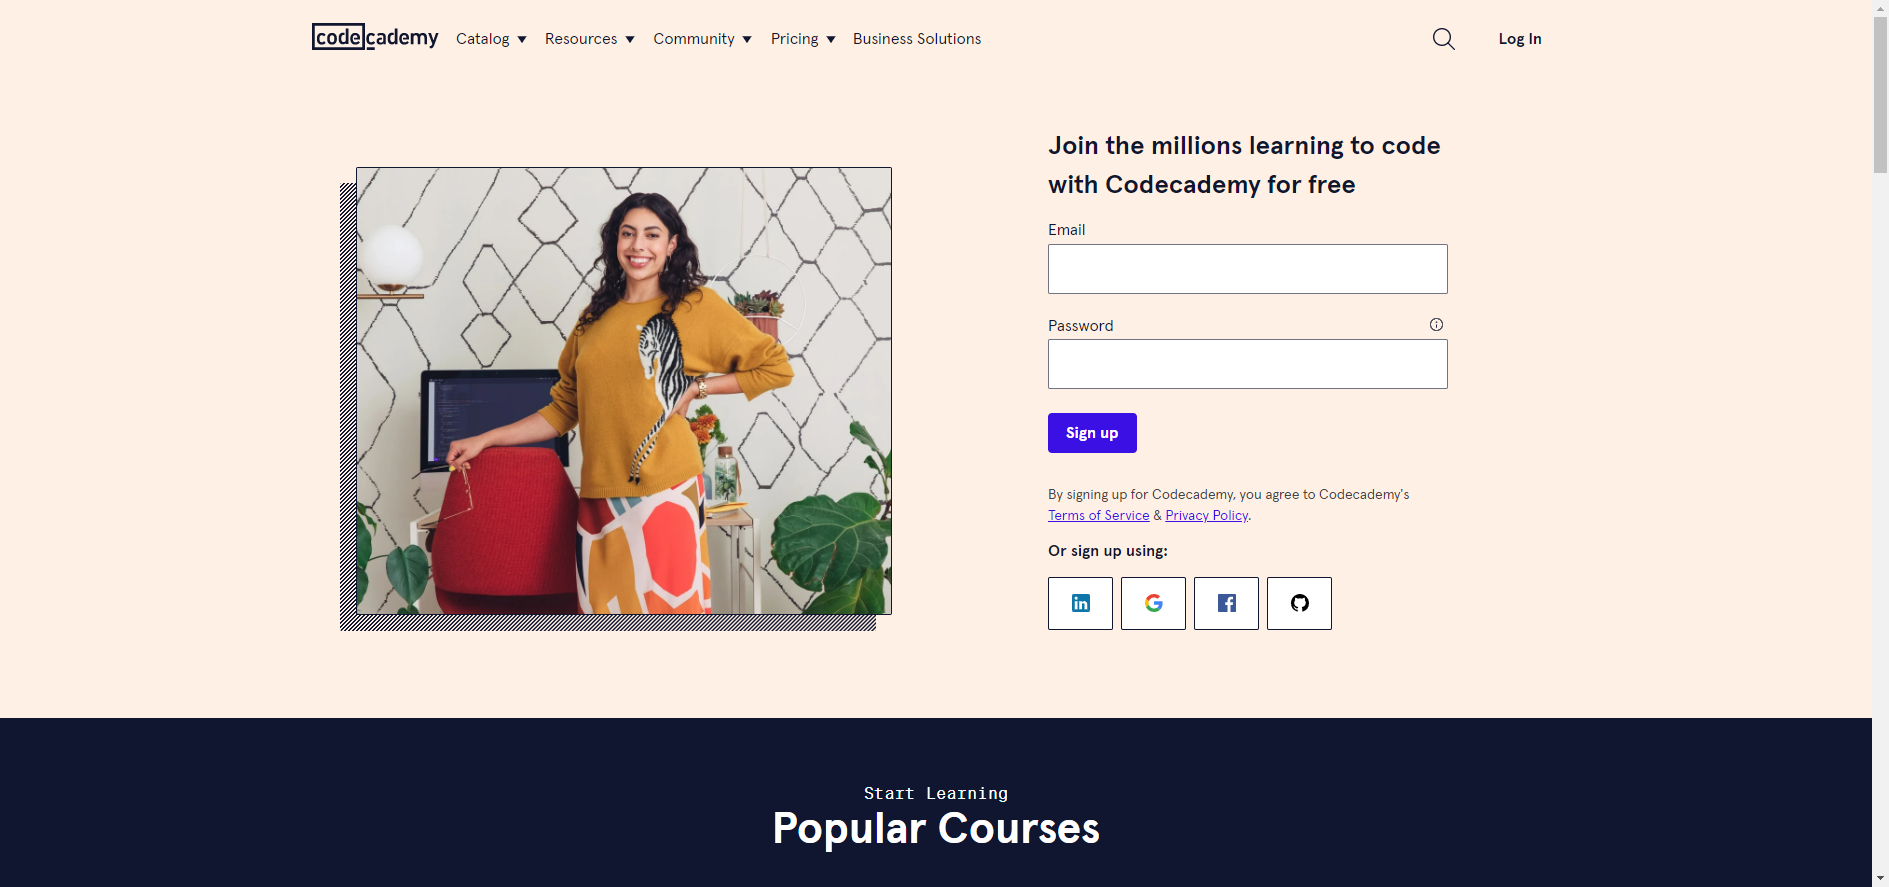 codecademy
Catalog
Resources
Community
Pricing
Business Solutions
Log In
Join the millions learning to code
with Codecademy for free
Email
Password
Sign up
By signing up for Codecademy, you agree to Codecademy's
Terms of Service & Privacy Policy.
Or sign up using:
Start Learning
Popular Courses